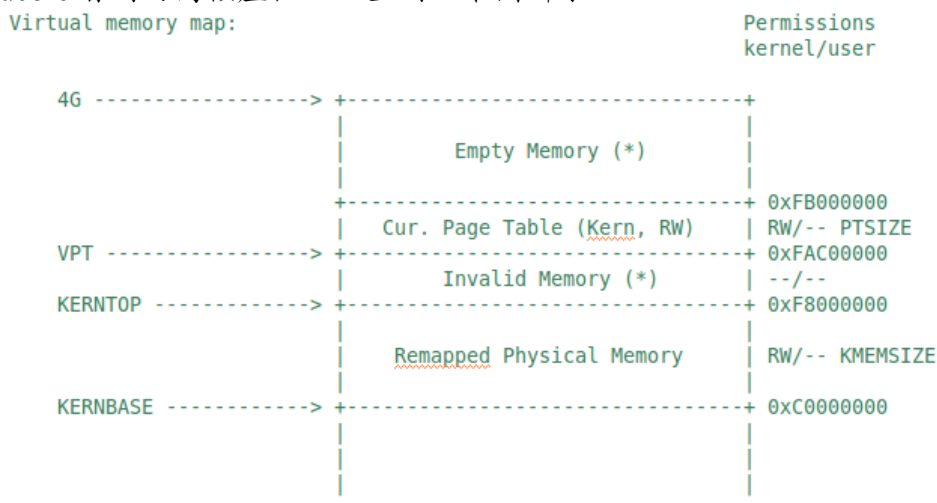 Virtual memory map: Permissions
kernel/user
4G ------------------> +---------------------------------+
| |
| Empty Memory (*) |
| |
+---------------------------------+ 0xFB000000
| Cur. Page Table (Kern, RW) | RW/-- PTSIZE
VPT -----------------> +---------------------------------+ 0xFAC00000
| Invalid Memory (*) | --/--
KERNTOP -------------> +---------------------------------+ 0xF8000000
| |
| Remapped Physical Memory | RW/-- KMEMSIZE
| |
KERNBASE ------------> +---------------------------------+ 0xC0000000
| |
| |
| |